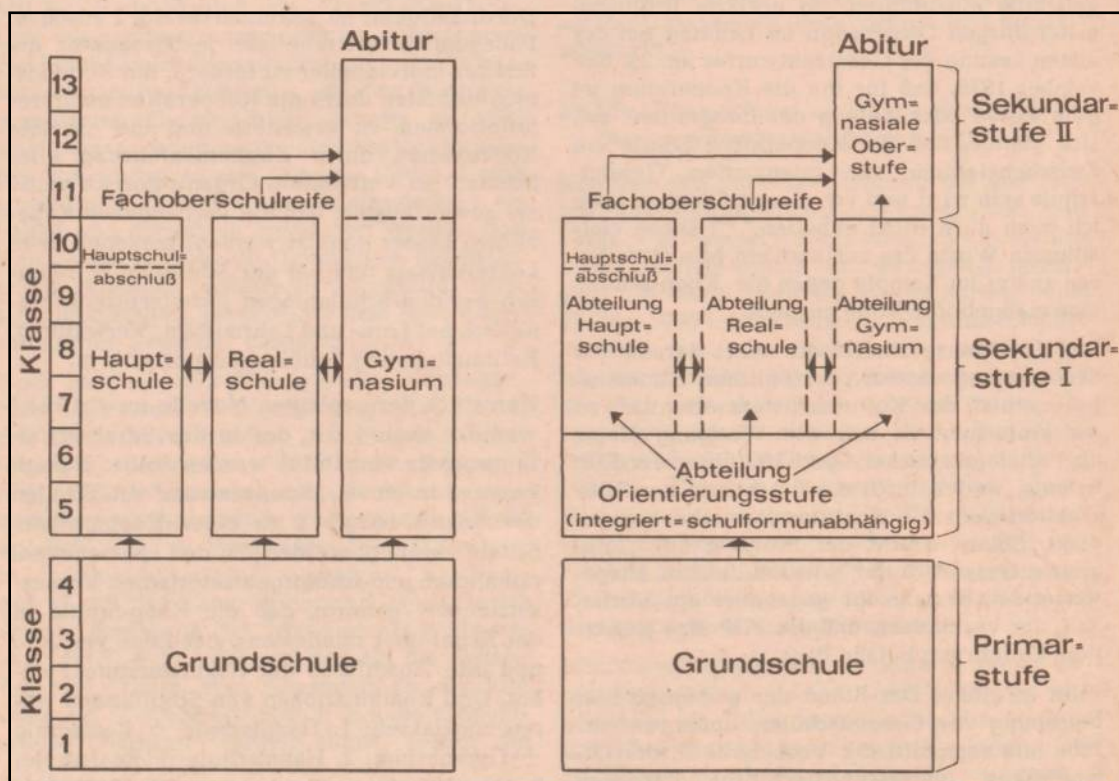 Abitur
13
12
11
10
9
8
7
6
5
4
3
2
1
Klasse
Klasse
Fachoberschulreife
Hauptschul=
abschluß
Haupt=
schule
Real=
schule
Gym=
nasium
Grundschule
Abitur
Gym=
nasiale
Ober=
stufe
Sekundar=
stufe II
Fachoberschulreife
Hauptschul=
abschluß
Abteilung
Haupt=
schule
Abteilung
Real=
schule
Abteilung
Gym=
nasium
Sekundar=
stufe I
Abteilung
Orientierungsstufe
(integriert=schulformunabhängig)
Grundschule
Primar=
stufe